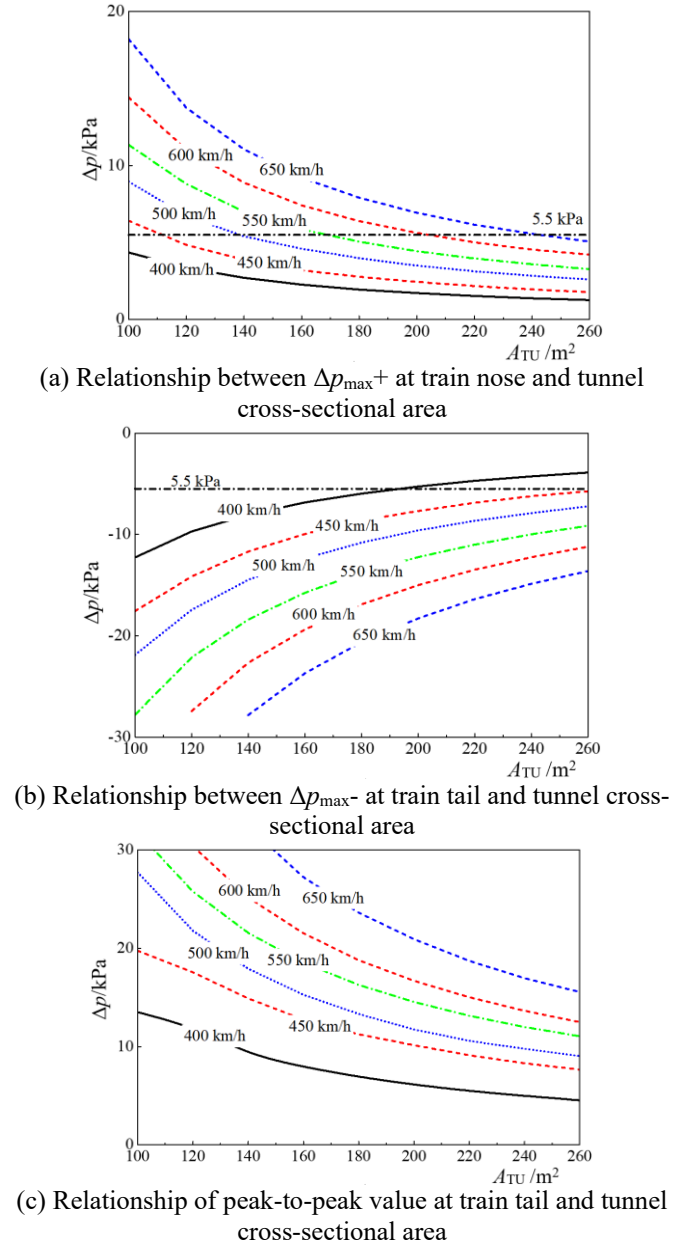 20
10
0
Δp/kPa
600 km/h
650 km/h
500 km/h
550 km/h
5.5 kPa
400 km/h
450 km/h
100 120 140 160 180 200 220 240 260
A_TU /m²
(a) Relationship between Δp_max+ at train nose and tunnel
cross-sectional area
0
-10
-20
-30
Δp/kPa
5.5 kPa
400 km/h
450 km/h
500 km/h
550 km/h
600 km/h
650 km/h
100 120 140 160 180 200 220 240 260
A_TU /m²
(b) Relationship between Δp_max- at train tail and tunnel cross-
sectional area
30
20
10
0
Δp/kPa
600 km/h
650 km/h
500 km/h
550 km/h
450 km/h
400 km/h
100 120 140 160 180 200 220 240 260
A_TU /m²
(c) Relationship of peak-to-peak value at train tail and tunnel
cross-sectional area